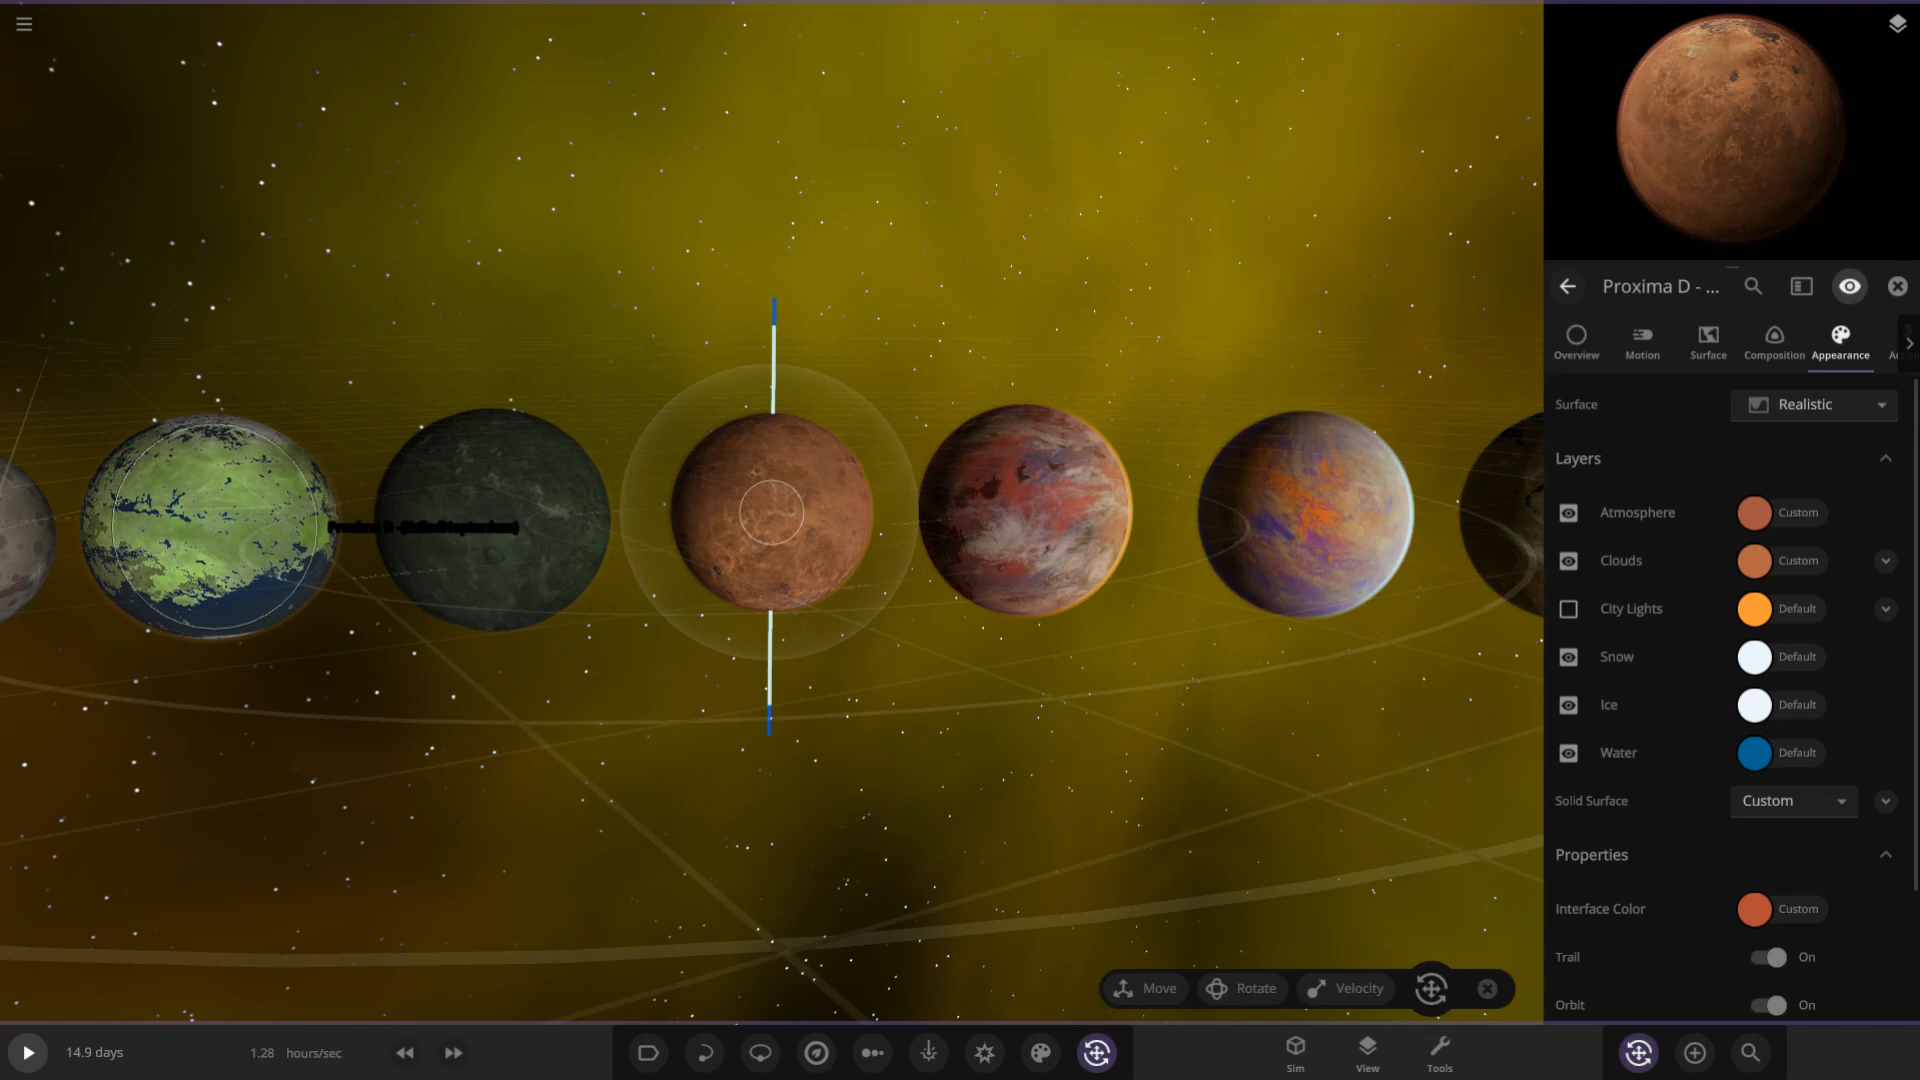 Proxima D - ...
Overview
Motion
Surface
Composition
Appearance
Surface
Realistic
Layers
Atmosphere
Custom
Clouds
Custom
City Lights
Default
Snow
Default
Ice
Default
Water
Default
Solid Surface
Custom
Properties
Interface Color
Custom
Trail
On
Orbit
On
Move
Rotate
Velocity
14.9 days
1.28 hours/sec
Sim
View
Tools